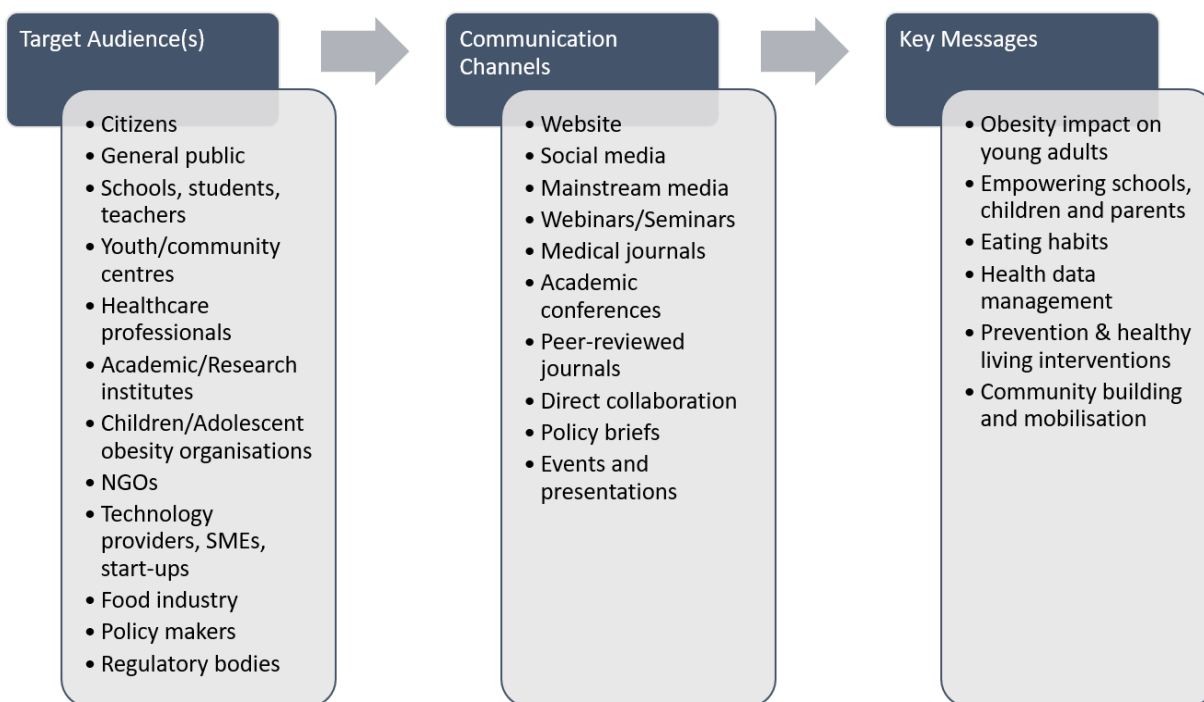 Target Audience(s)
• Citizens
• General public
• Schools, students,
teachers
• Youth/community
centres
• Healthcare
professionals
• Academic/Research
institutes
• Children/Adolescent
obesity organisations
• NGOs
• Technology
providers, SMEs,
start-ups
• Food industry
• Policy makers
• Regulatory bodies
Communication
Channels
• Website
• Social media
• Mainstream media
• Webinars/Seminars
• Medical journals
• Academic
conferences
• Peer-reviewed
journals
• Direct collaboration
• Policy briefs
• Events and
presentations
Key Messages
• Obesity impact on
young adults
• Empowering schools,
children and parents
• Eating habits
• Health data
management
• Prevention & healthy
living interventions
• Community building
and mobilisation